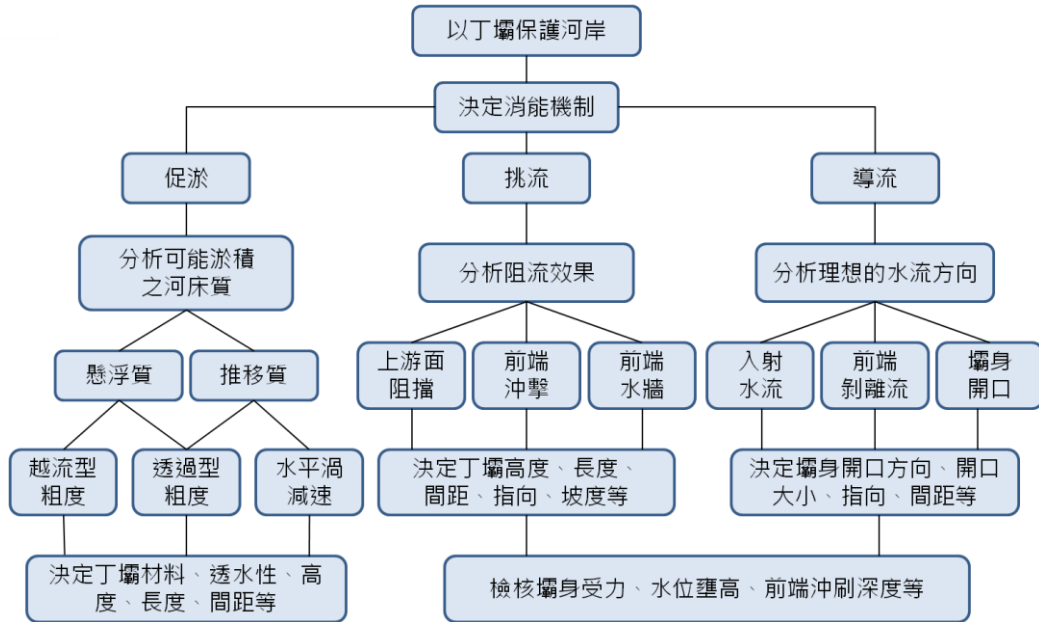 以丁壩保護河岸
決定消能機制
促淤
挑流
導流
分析可能淤積
之河床質
分析阻流效果
分析理想的水流方向
懸浮質
推移質
上游面
阻擋
前端
沖擊
前端
水牆
入射
水流
前端
剝離流
壩身
開口
越流型
粗度
透過型
粗度
水平渦
減速
決定丁壩高度、長度、
間距、指向、坡度等
決定壩身開口方向、開口
大小、指向、間距等
決定丁壩材料、透水性、高
度、長度、間距等
檢核壩身受力、水位壅高、前端沖刷深度等